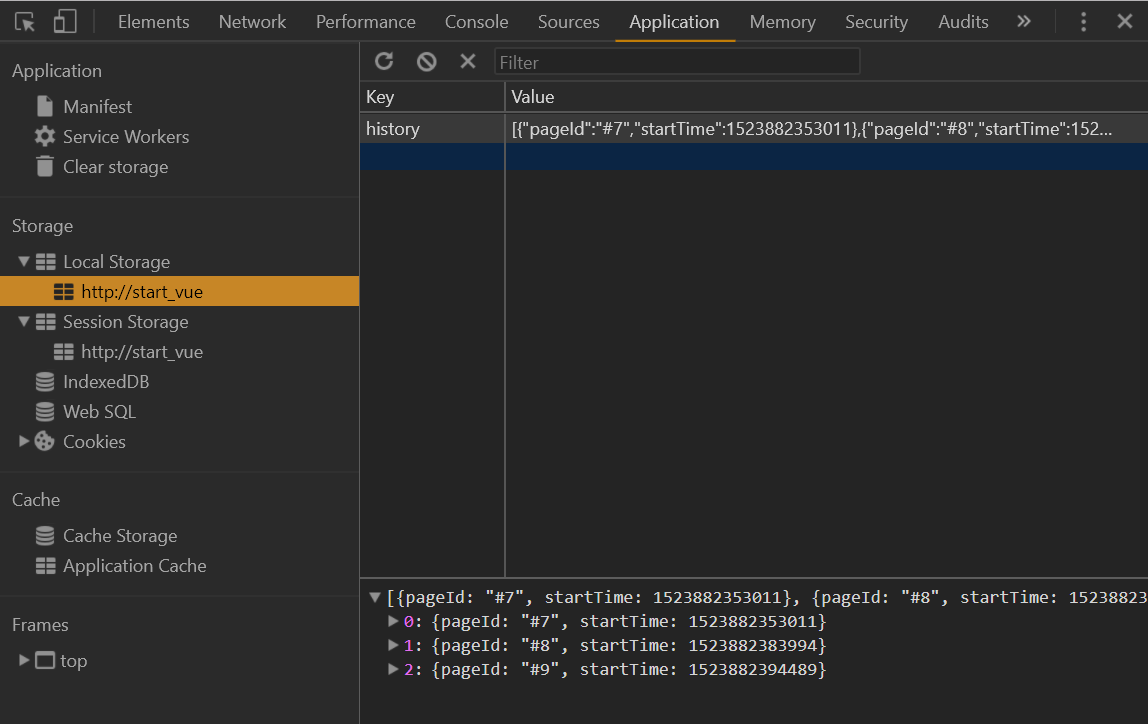 Elements Network Performance Console Sources Application Memory Security Audits »
Application
Manifest
Service Workers
Clear storage
Storage
Local Storage
http://start_vue
Session Storage
http://start_vue
IndexedDB
Web SQL
Cookies
Cache
Cache Storage
Application Cache
Frames
top
Filter
Key Value
history [{"pageId":"#7","startTime":1523882353011},{"pageId":"#8","startTime":152...
[{pageId: "#7", startTime: 1523882353011}, {pageId: "#8", startTime: 15238823
0: {pageId: "#7", startTime: 1523882353011}
1: {pageId: "#8", startTime: 1523882383994}
2: {pageId: "#9", startTime: 1523882394489}